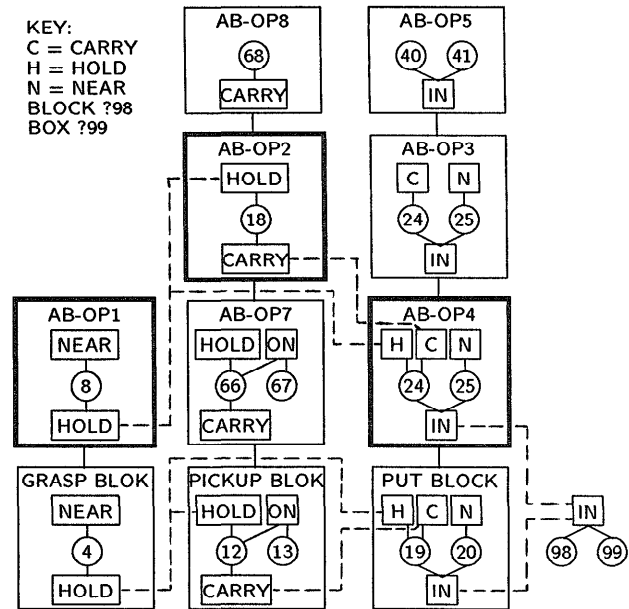 KEY:
C = CARRY
H = HOLD
N = NEAR
BLOCK ?98
BOX ?99
AB-OP8
68
CARRY
AB-OP5
40 41
IN
AB-OP2
HOLD
18
CARRY
AB-OP3
C N
24 25
IN
AB-OP1
NEAR
8
HOLD
AB-OP7
HOLD ON
66 67
CARRY
AB-OP4
H C N
24 25
IN
GRASP BLOK
NEAR
4
HOLD
PICKUP BLOK
HOLD ON
12 13
CARRY
PUT BLOCK
H C N
19 20
IN
IN
98 99